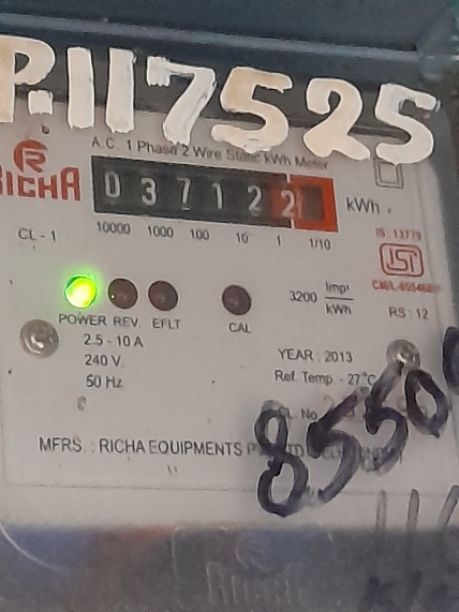 P.117525
A.C. 1 Phase 2 Wire Static kWh Meter
RICHA
0 3 7 1 2 2
kWh
CL - 1
10000 1000 100 10 1 1/10
IS : 13779
ISI
3200 Imp/kWh
RS : 12
POWER REV. EFLT CAL
2.5 - 10 A
240 V
50 Hz
YEARR : 2013
Ref. Temp. - 27°C
MFRS. : RICHA EQUIPMENTS
8550